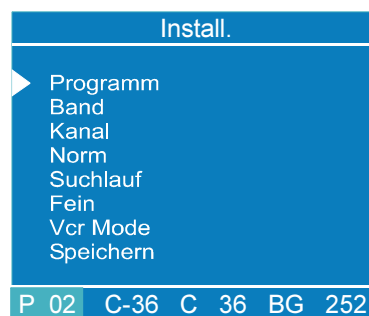 Install.
Programm
Band
Kanal
Norm
Suchlauf
Fein
Vcr Mode
Speichern
P 02 C-36 C 36 BG 252